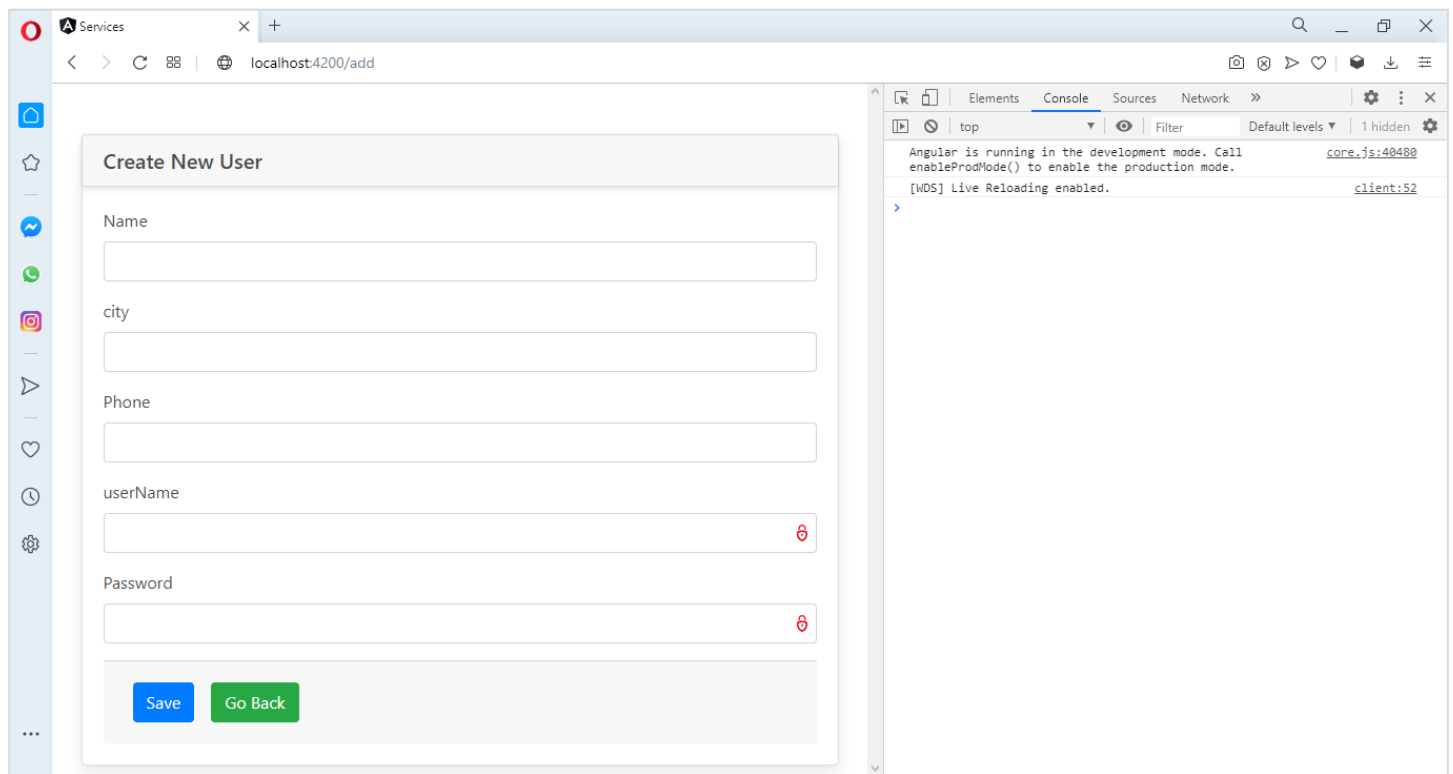 Services
localhost:4200/add
Elements Console Sources Network »
top Filter Default levels ▼ 1 hidden
Angular is running in the development mode. Call core.js:40480
enableProdMode() to enable the production mode.
[WDS] Live Reloading enabled. client:52
Create New User
Name
city
Phone
userName
Password
Save Go Back